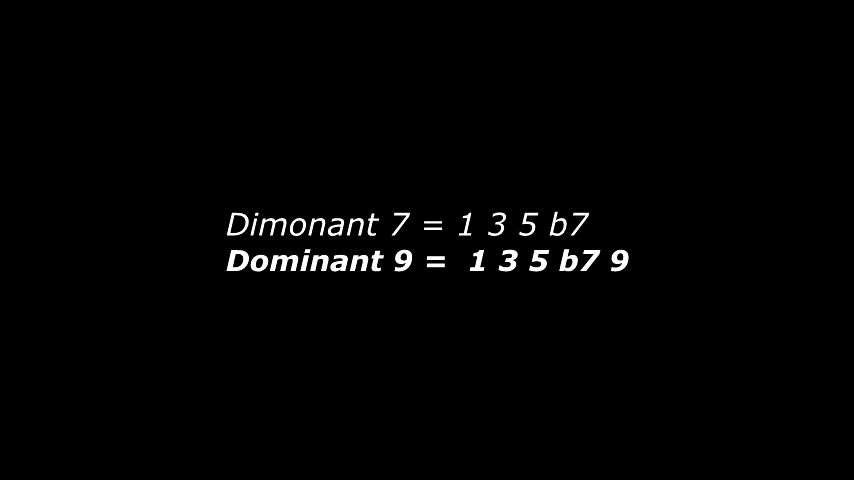 Dimonant 7 = 1 3 5 b7
Dominant 9 =  1 3 5 b7 9